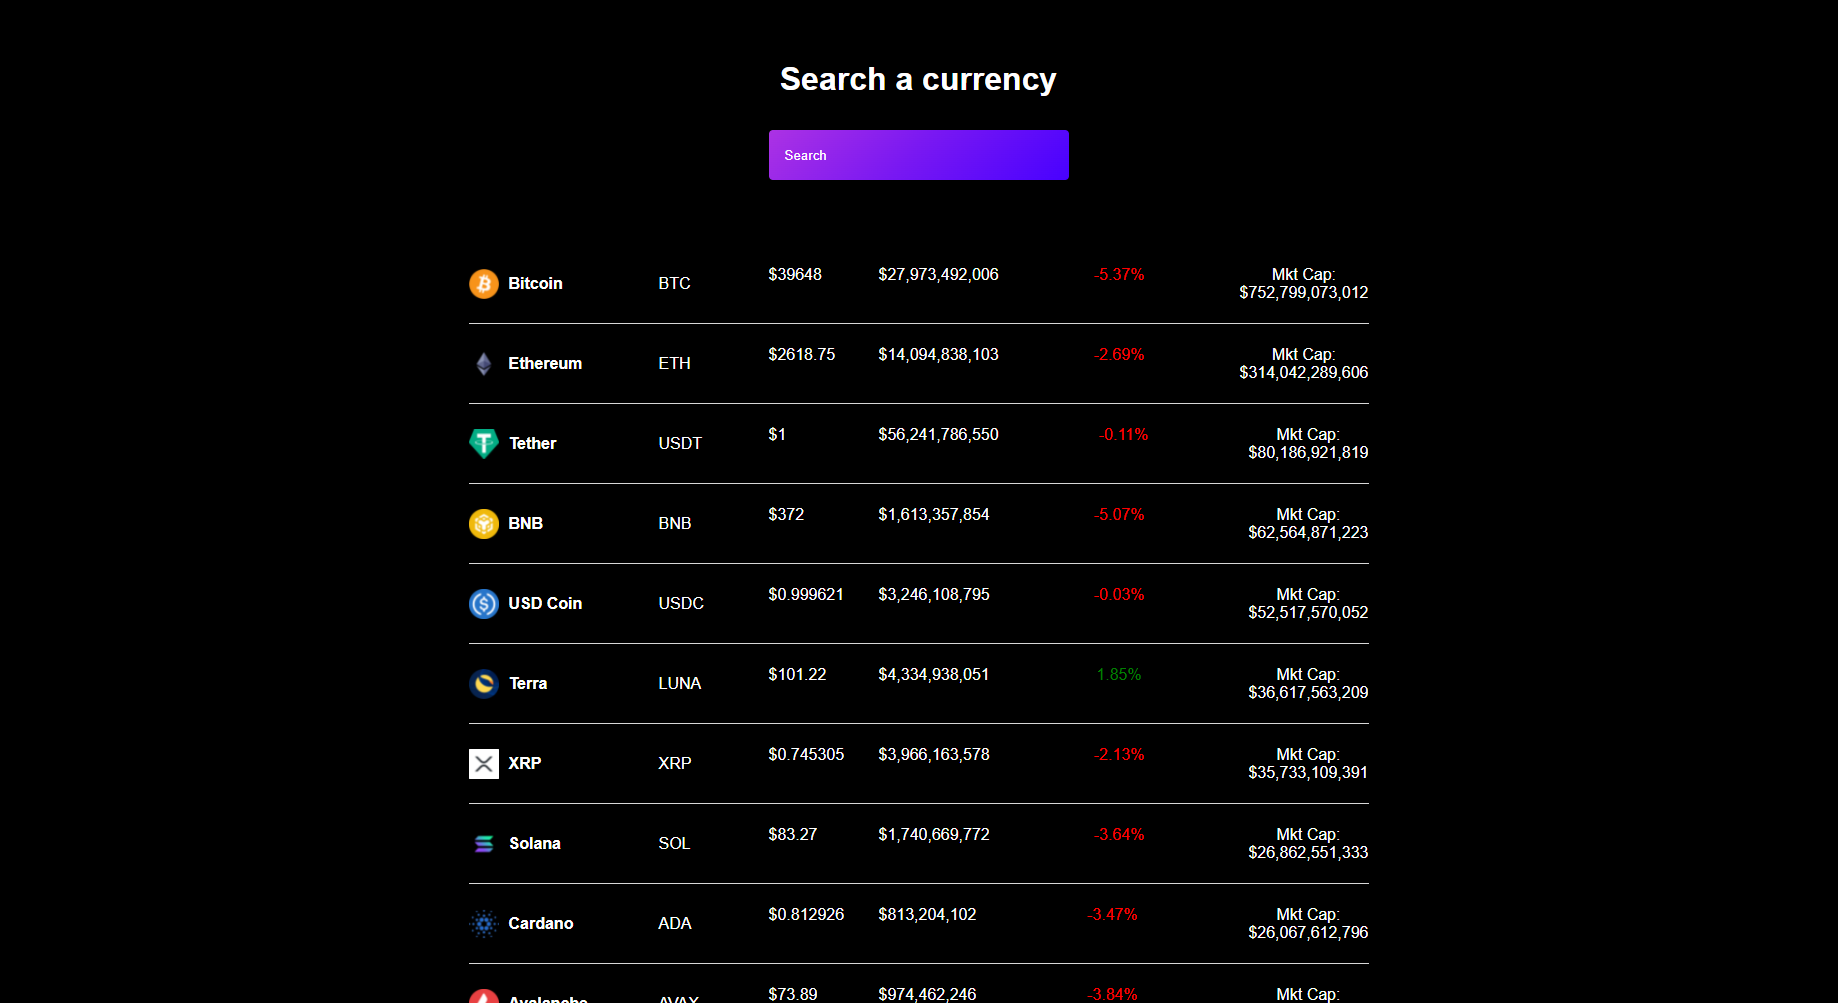 Search a currency
Search
Bitcoin BTC $39648 $27,973,492,006 -5.37% Mkt Cap:
$752,799,073,012
Ethereum ETH $2618.75 $14,094,838,103 -2.69% Mkt Cap:
$314,042,289,606
Tether USDT $1 $56,241,786,550 -0.11% Mkt Cap:
$80,186,921,819
BNB BNB $372 $1,613,357,854 -5.07% Mkt Cap:
$62,564,871,223
USD Coin USDC $0.999621 $3,246,108,795 -0.03% Mkt Cap:
$52,517,570,052
Terra LUNA $101.22 $4,334,938,051 1.85% Mkt Cap:
$36,617,563,209
XRP XRP $0.745305 $3,966,163,578 -2.13% Mkt Cap:
$35,733,109,391
Solana SOL $83.27 $1,740,669,772 -3.64% Mkt Cap:
$26,862,551,333
Cardano ADA $0.812926 $813,204,102 -3.47% Mkt Cap:
$26,067,612,796
Avalanche AVAX $73.89 $974,462,246 -3.84% Mkt Cap: